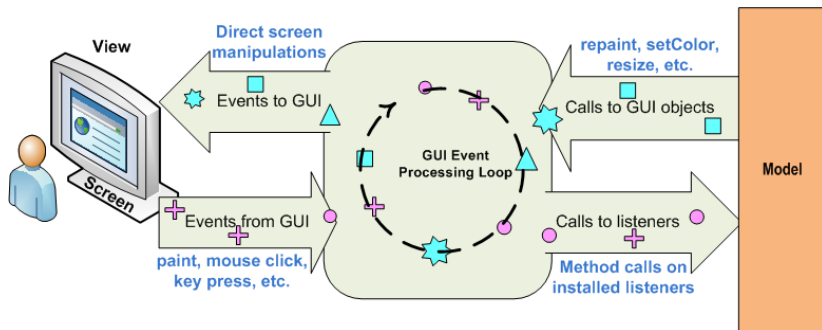 View
Direct screen
manipulations
Events to GUI
repaint, setColor,
resize, etc.
Calls to GUI objects
GUI Event
Processing Loop
Model
Screen
Events from GUI
paint, mouse click,
key press, etc.
Calls to listeners
Method calls on
installed listeners